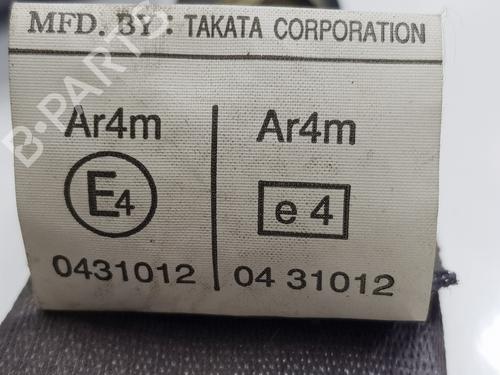 MFD. BY : TAKATA CORPORATION
Ar4m Ar4m
E4 e 4
0431012 04 31012
B-PARTS